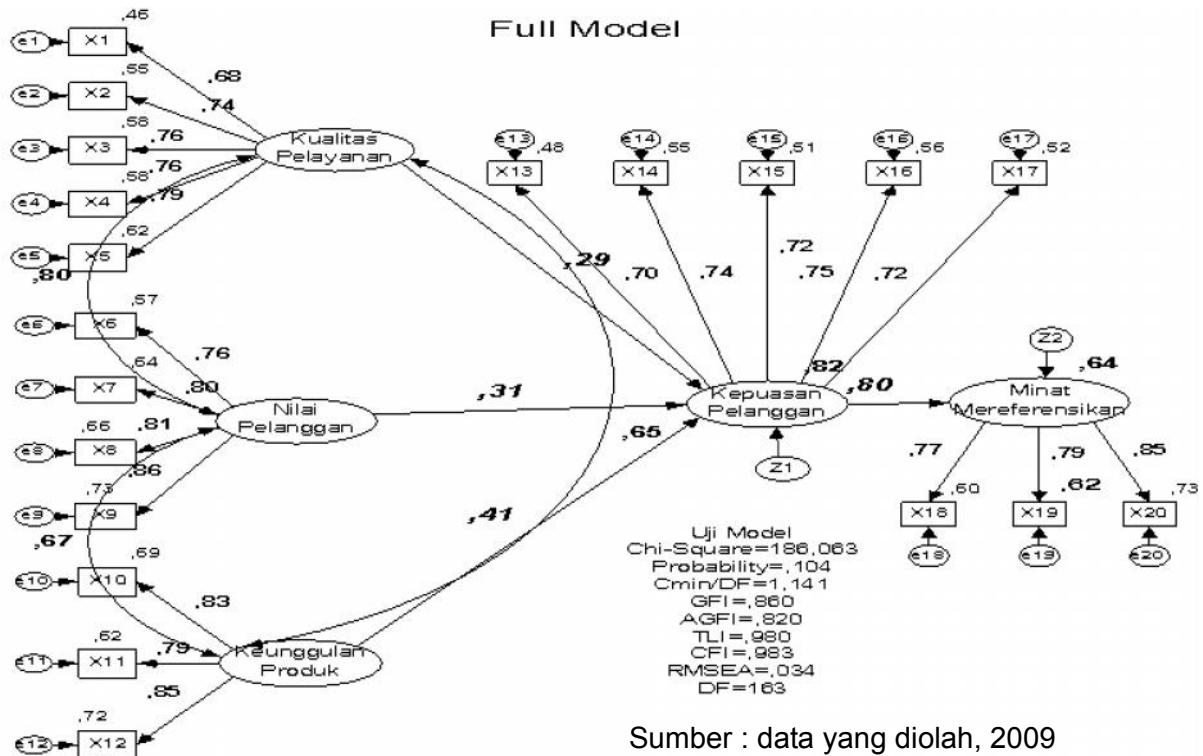 Full Model
,46
e1 X1
,68
,55
e2 X2
,74
,58
e3 X3
,76
Kualitas
Pelayanan
,76
,58
e4 X4
,79
,62
e5 X5
,80
e13 ,48
X13
e14 ,55
X14
e15 ,51
X15
e16 ,56
X16
e17 ,52
X17
,29
,70
,74
,72
,75
,72
,57
e6 X6
,76
,64
e7 X7
,80
Nilai
Pelanggan
,66
e8 X8
,81
,86
,73
e9 X9
,67
,31
,82
Kepuasan
Pelanggan
,80
Z2
,64
Minat
Mereferensikan
,65
Z1
,77
,79
,85
,60
X18
e18
,62
X19
e19
,73
X20
e20
,41
,69
e10 X10
,83
,62
e11 X11
,79
Keunggulan
Produk
,85
,72
e12 X12
Uji Model
Chi-Square=186,063
Probability=,104
Cmin/DF=1,141
GFI=,860
AGFI=,820
TLI=,980
CFI=,983
RMSEA=,034
DF=163
Sumber : data yang diolah, 2009